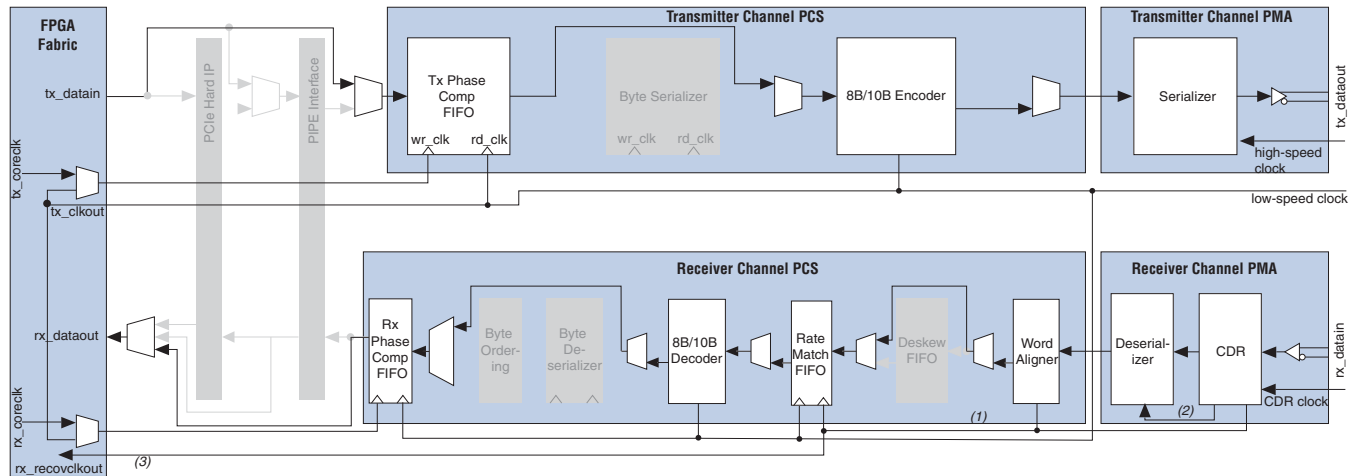 FPGA
Fabric
Transmitter Channel PCS
Transmitter Channel PMA
tx_datain
PCIe Hard IP
PIPE Interface
Tx Phase
Comp
FIFO
wr_clk
rd_clk
Byte Serializer
wr_clk
rd_clk
8B/10B Encoder
Serializer
tx_dataout
high-speed
clock
tx_coreclk
tx_clkout
low-speed clock
Receiver Channel PCS
Receiver Channel PMA
rx_dataout
Rx
Phase
Comp
FIFO
Byte
Order-
ing
Byte
De-
serializer
8B/10B
Decoder
Rate
Match
FIFO
Deskew
FIFO
Word
Aligner
Deserial-
izer
CDR
rx_datain
CDR clock
rx_coreclk
(1)
(2)
rx_recovclkout
(3)